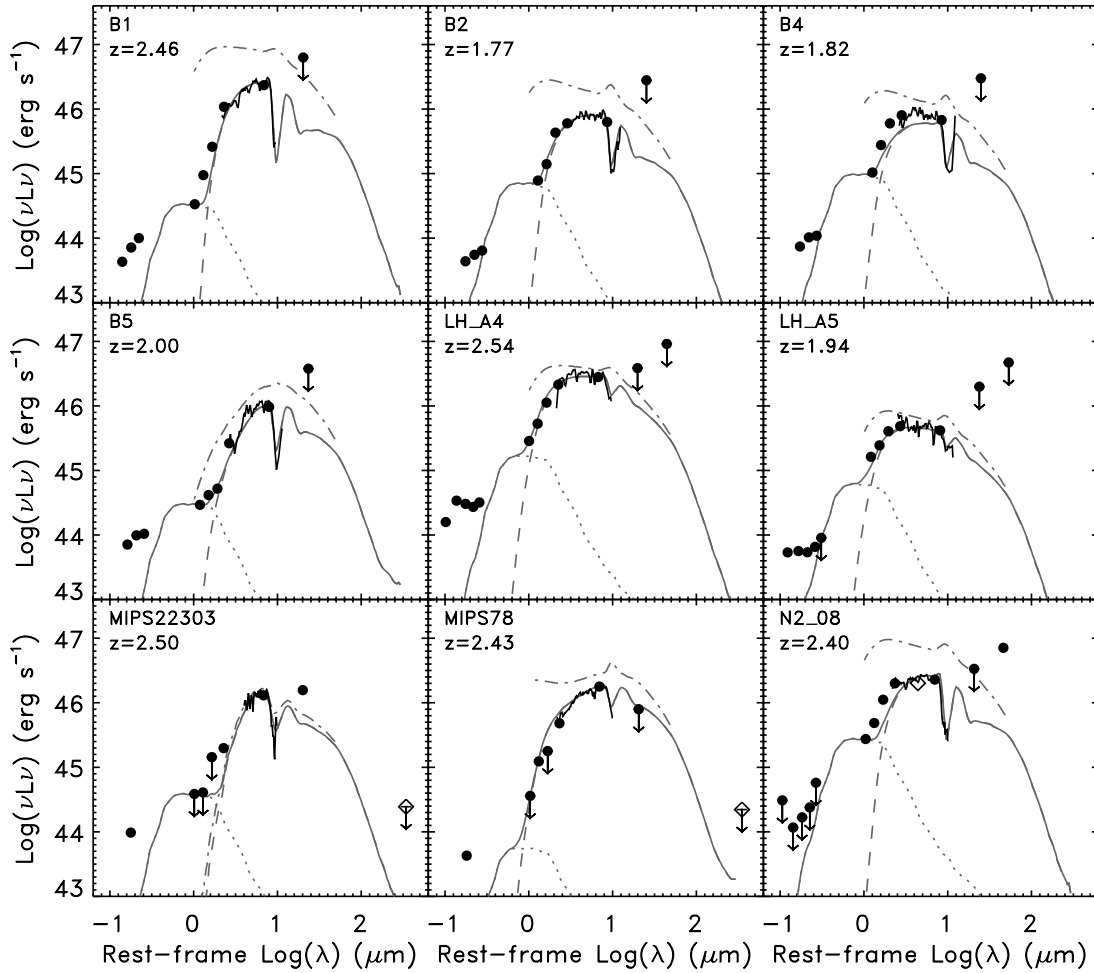 B1
z=2.46
B2
z=1.77
B4
z=1.82
47
46
45
44
43
Log(νLν) (erg s⁻¹)
B5
z=2.00
LH_A4
z=2.54
LH_A5
z=1.94
47
46
45
44
43
Log(νLν) (erg s⁻¹)
MIPS22303
z=2.50
MIPS78
z=2.43
N2_08
z=2.40
47
46
45
44
43
Log(νLν) (erg s⁻¹)
−1 0 1 2 −1 0 1 2 −1 0 1 2
Rest−frame Log(λ) (μm) Rest−frame Log(λ) (μm) Rest−frame Log(λ) (μm)